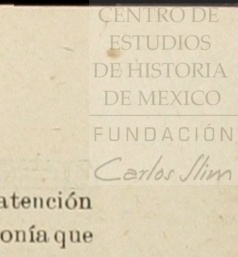 CENTRO DE
ESTUDIOS
DE HISTORIA
DE MEXICO
FUNDACIÓN
Carlos Slim
atención
onía que